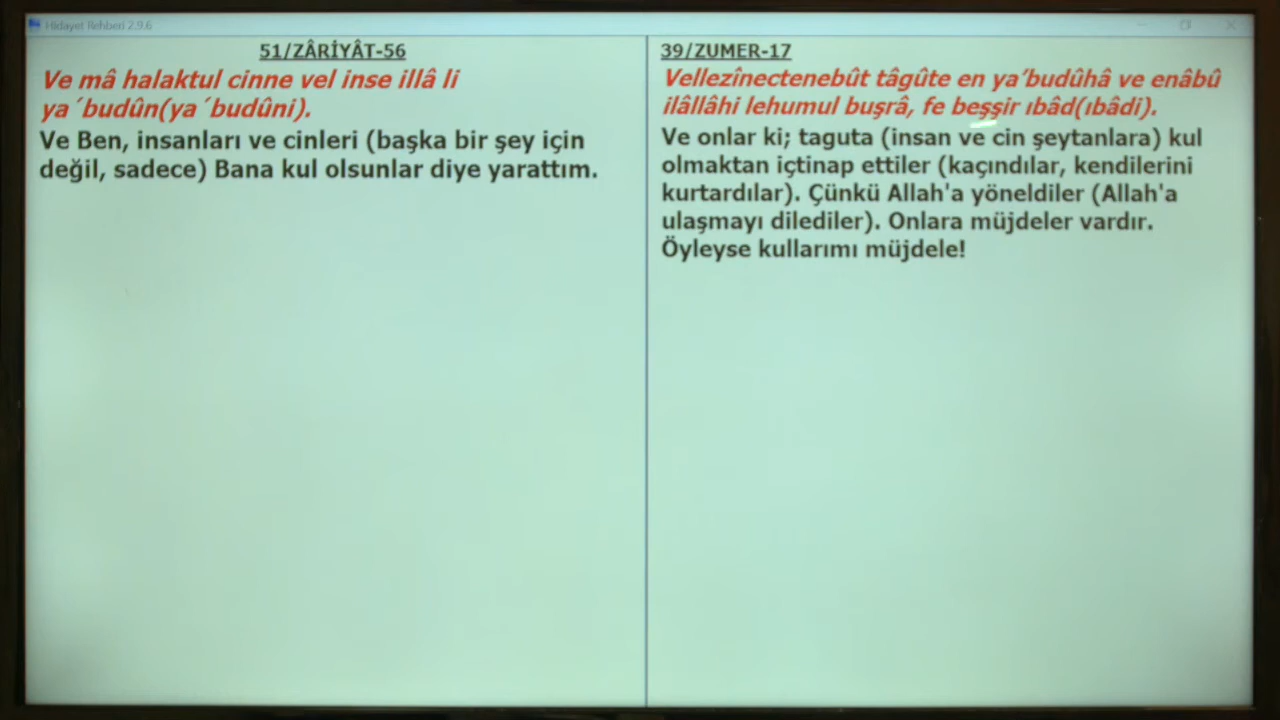 Hidayet Rehberi 2.9.6
51/ZÂRİYÂT-56
Ve mâ halaktul cinne vel inse illâ li
ya´budûn(ya´budûni).
Ve Ben, insanları ve cinleri (başka bir şey için
değil, sadece) Bana kul olsunlar diye yarattım.
39/ZUMER-17
Vellezînectenebût tâgûte en ya’budûhâ ve enâbû
ilâllâhi lehumul buşrâ, fe beşşir ıbâd(ıbâdi).
Ve onlar ki; taguta (insan ve cin şeytanlara) kul
olmaktan içtinap ettiler (kaçındılar, kendilerini
kurtardılar). Çünkü Allah'a yöneldiler (Allah'a
ulaşmayı dilediler). Onlara müjdeler vardır.
Öyleyse kullarımı müjdele!